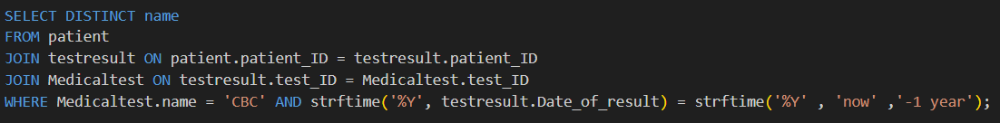 SELECT DISTINCT name
FROM patient
JOIN testresult ON patient.patient_ID = testresult.patient_ID
JOIN Medicaltest ON testresult.test_ID = Medicaltest.test_ID
WHERE Medicaltest.name = 'CBC' AND strftime('%Y', testresult.Date_of_result) = strftime('%Y' , 'now' ,'-1 year');